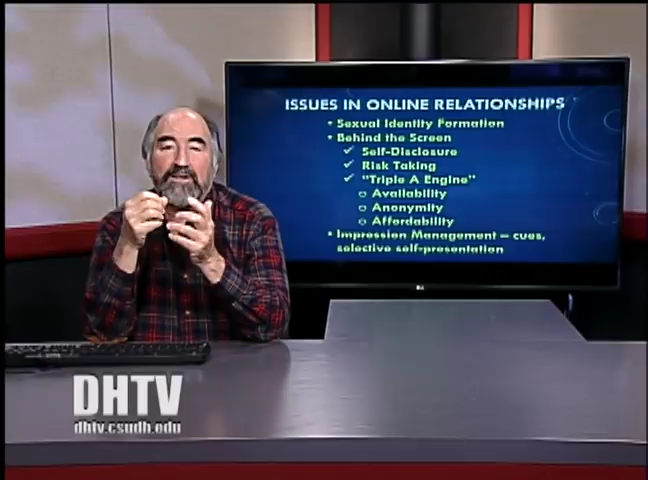 ISSUES IN ONLINE RELATIONSHIPS
• Sexual Identity Formation
• Behind the Screen
✓ Self-Disclosure
✓ Risk Taking
✓ "Triple A Engine"
o Availability
o Anonymity
o Affordability
• Impression Management – cues,
selective self-presentation
DHTV
dhtv.csudh.edu